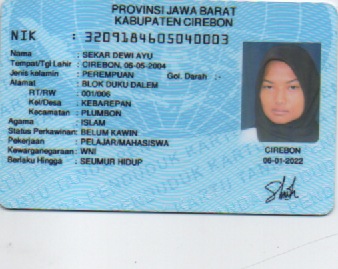 PROVINSI JAWA BARAT
KABUPATEN CIREBON
NIK : 3209184605040003
Nama : SEKAR DEWI AYU
Tempat/Tgl Lahir : CIREBON, 06-05-2004
Jenis kelamin : PEREMPUAN Gol. Darah : -
Alamat : BLOK DUKU DALEM
RT/RW : 001/006
Kel/Desa : KEBAREPAN
Kecamatan : PLUMBON
Agama : ISLAM
Status Perkawinan: BELUM KAWIN
Pekerjaan : PELAJAR/MAHASISWA
Kewarganegaraan: WNI
Berlaku Hingga : SEUMUR HIDUP
CIREBON
06-01-2022